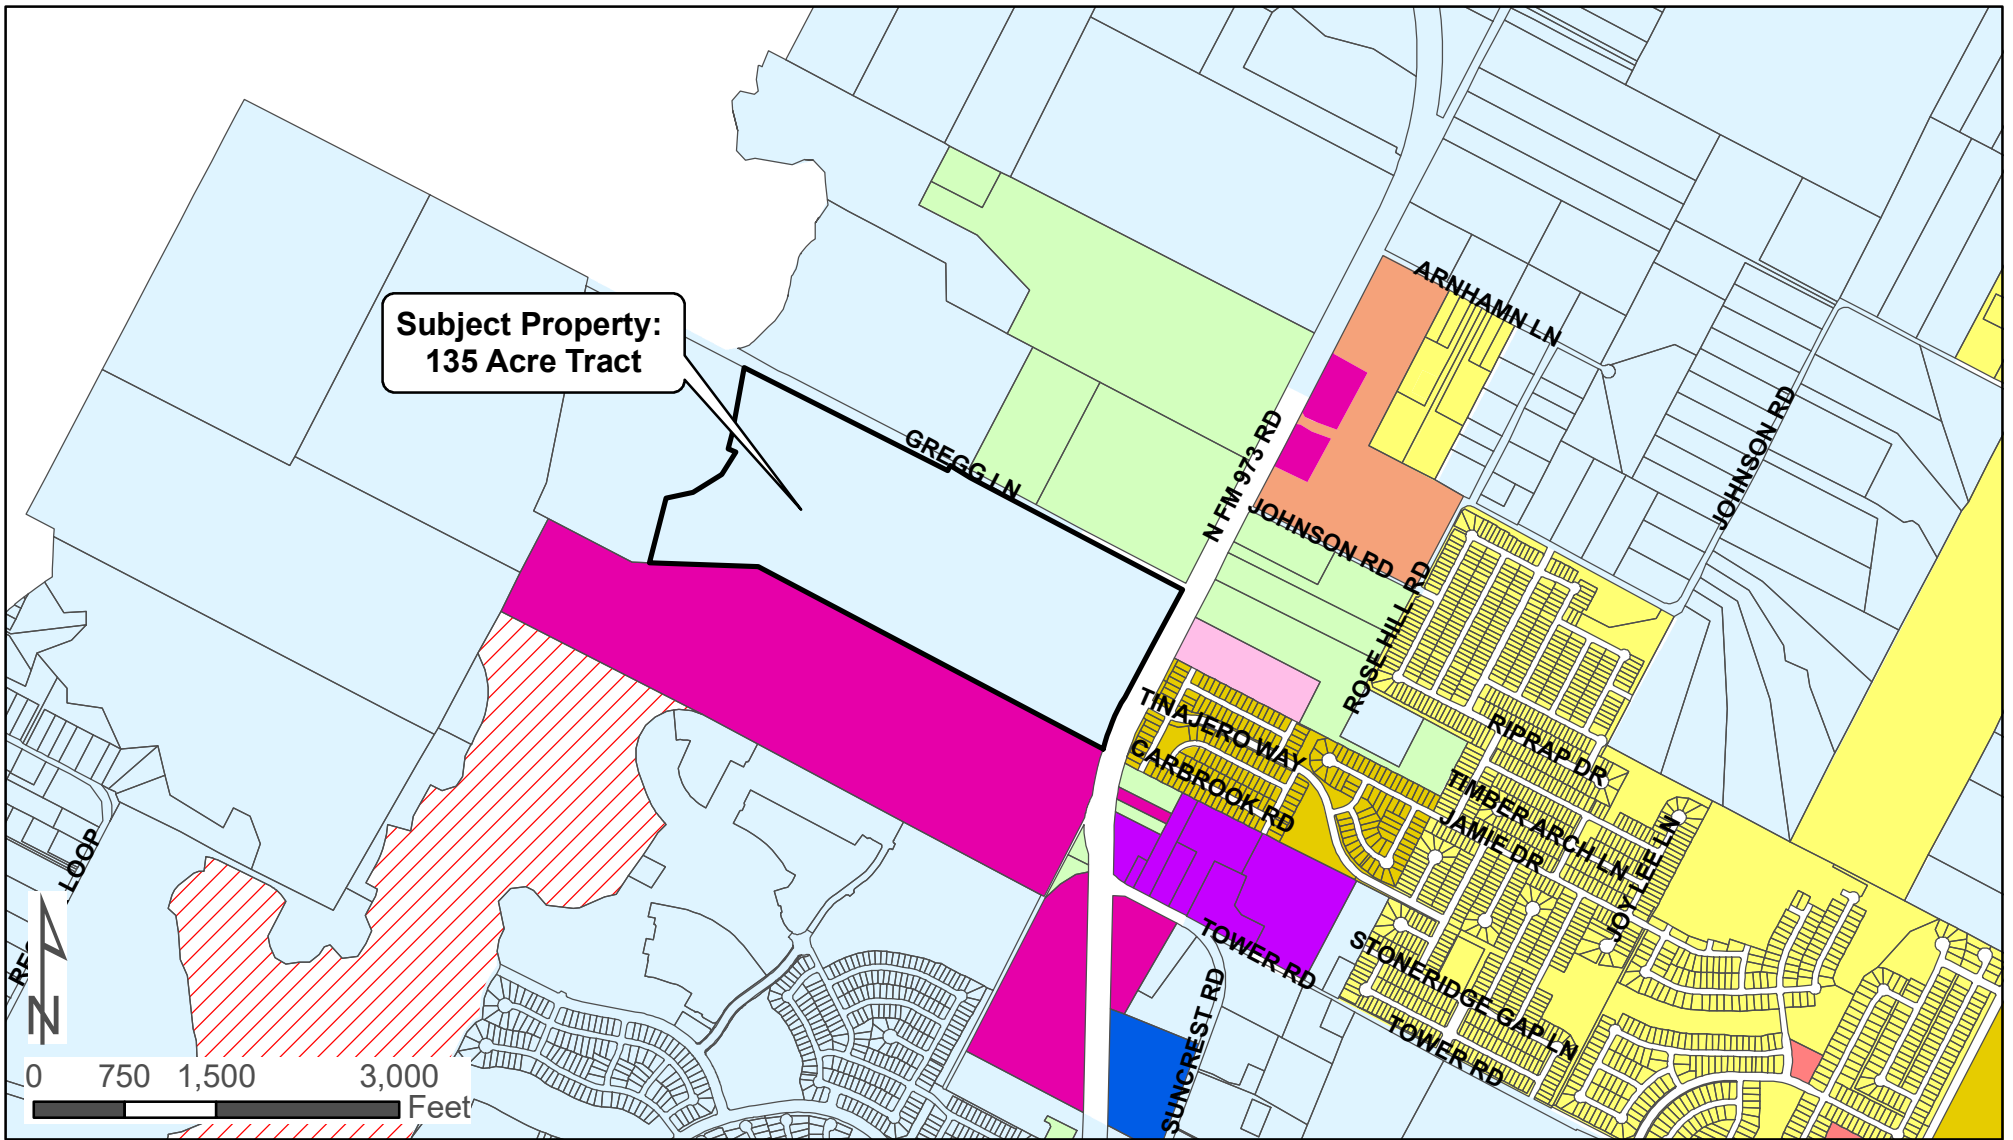 ARNHAMN LN
Subject Property:
135 Acre Tract
JOHNSON RD
GREGG LN
N FM 973 RD
JOHNSON RD
ROSE HILL RD
TINAJERO WAY
RIPRAP DR
CARBROOK RD
TIMBER ARCH LN
JAMIE DR
JOY LEE LN
LOOP
TOWER RD
STONERIDGE GAP LN
SUNCREST RD
TOWER RD
N
0 750 1,500 3,000
Feet